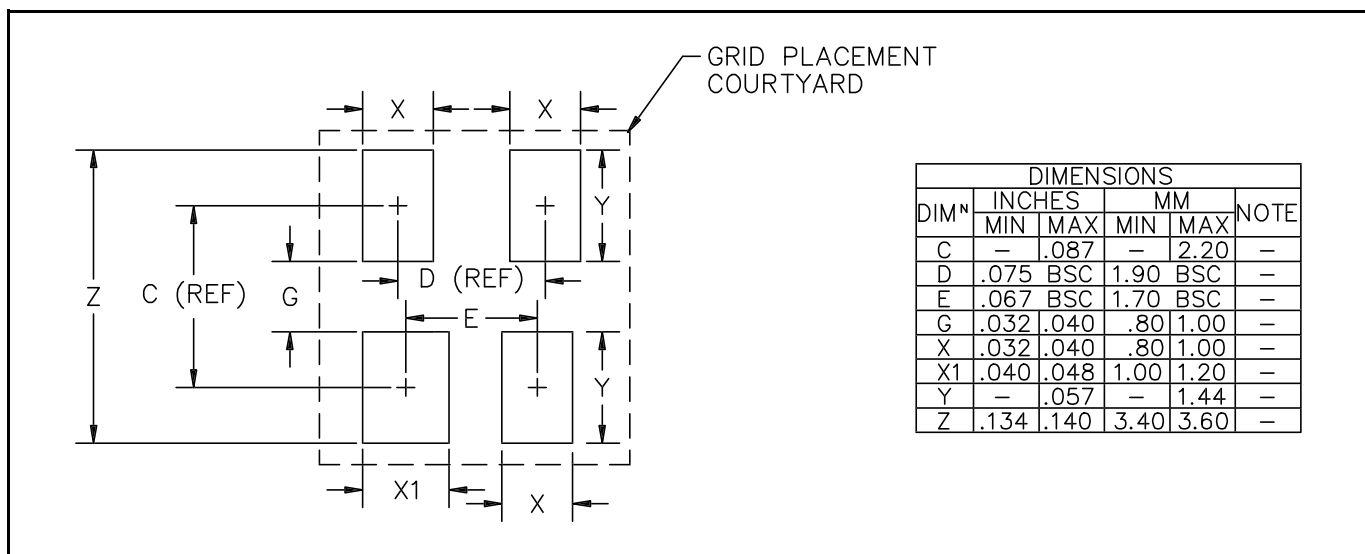 GRID PLACEMENT
COURTYARD
X X
Y
D (REF)
Z C (REF) G
E
Y
X1 X
DIMENSIONS
DIMᴺ INCHES MM NOTE
MIN MAX MIN MAX
C – .087 – 2.20 –
D .075 BSC 1.90 BSC –
E .067 BSC 1.70 BSC –
G .032 .040 .80 1.00 –
X .032 .040 .80 1.00 –
X1 .040 .048 1.00 1.20 –
Y – .057 – 1.44 –
Z .134 .140 3.40 3.60 –